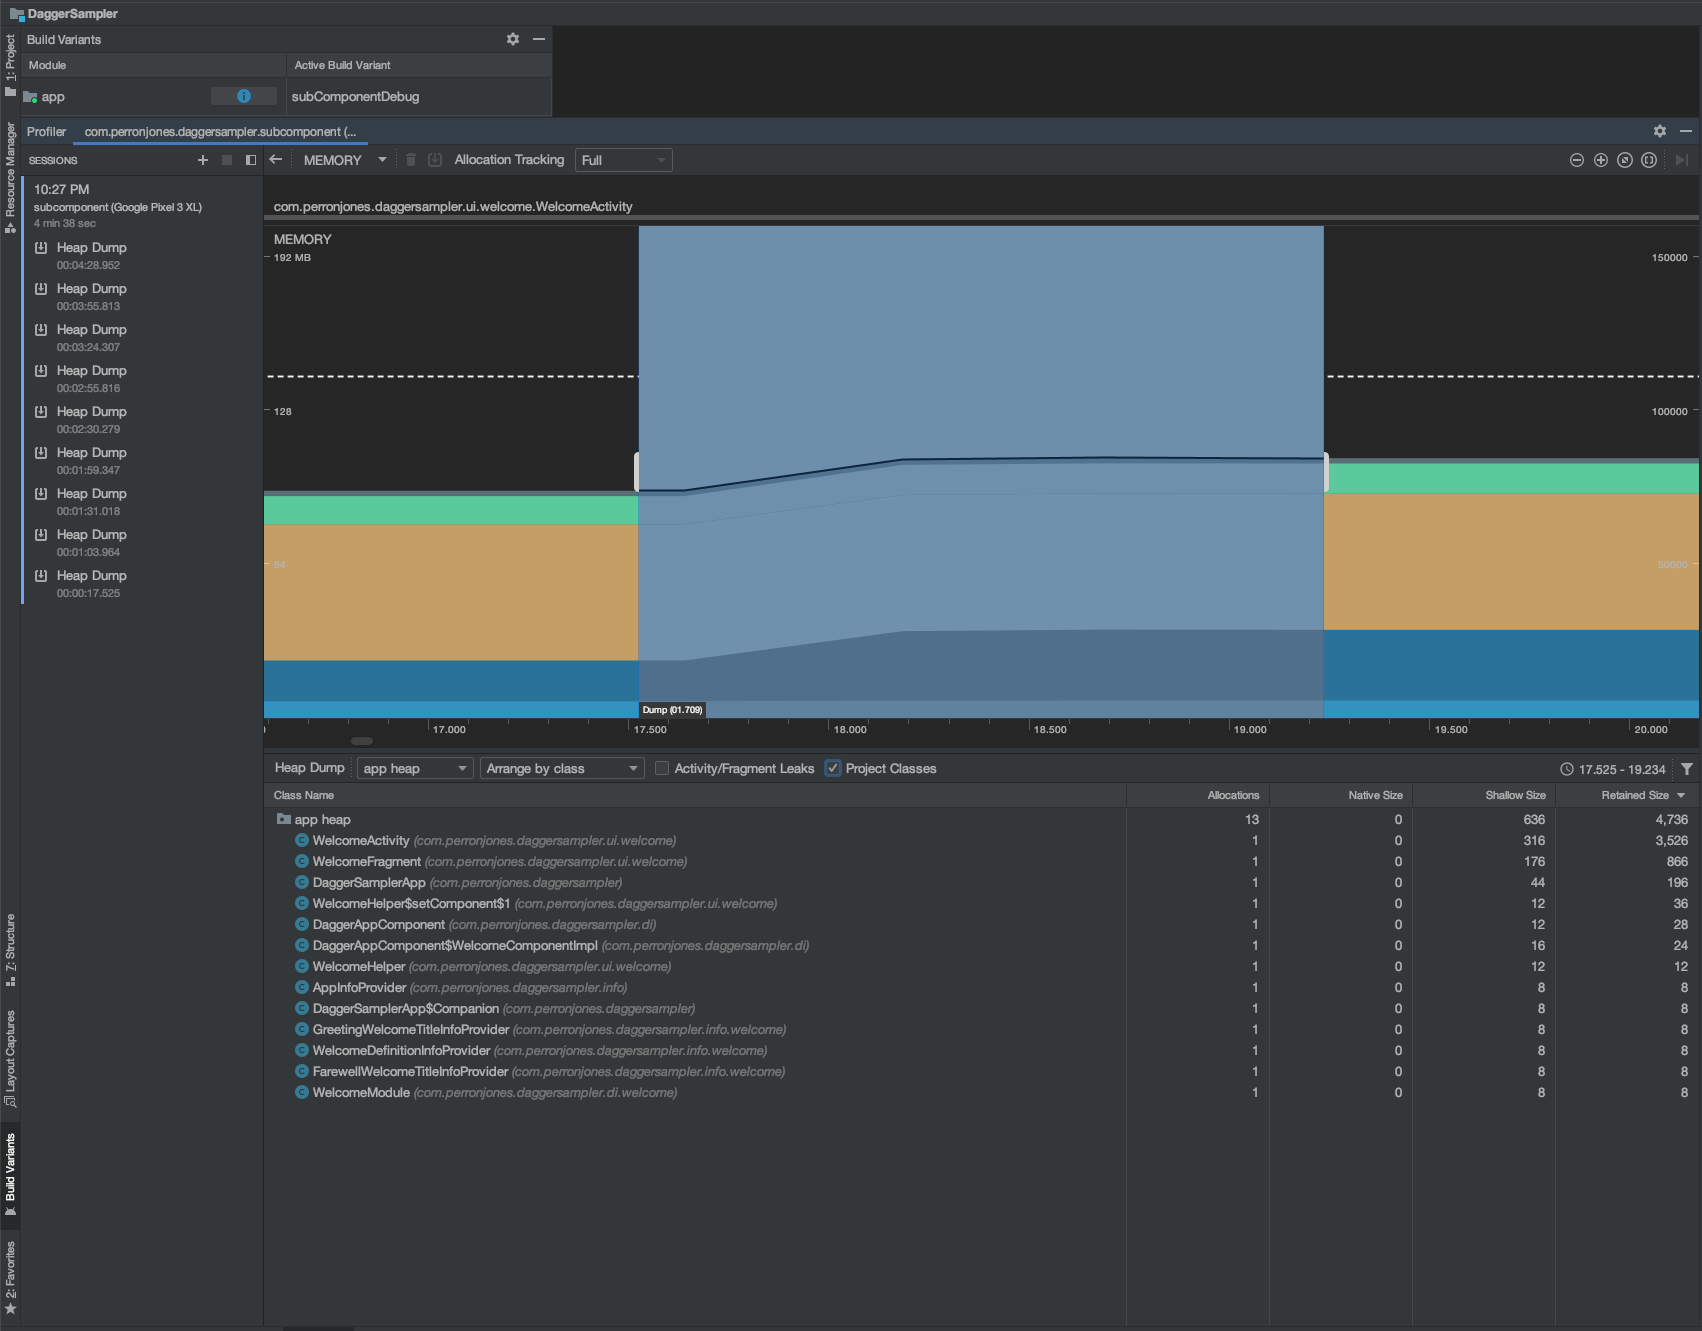 DaggerSampler
Build Variants
Module
Active Build Variant
app
subComponentDebug
Profiler
com.perronjones.daggersampler.subcomponent (...
SESSIONS
MEMORY
Allocation Tracking
Full
10:27 PM
subcomponent (Google Pixel 3 XL)
4 min 38 sec
Heap Dump
00:04:28.952
Heap Dump
00:03:55.813
Heap Dump
00:03:24.307
Heap Dump
00:02:55.816
Heap Dump
00:02:30.279
Heap Dump
00:01:59.347
Heap Dump
00:01:31.018
Heap Dump
00:01:03.964
Heap Dump
00:00:17.525
com.perronjones.daggersampler.ui.welcome.WelcomeActivity
MEMORY
192 MB
150000
128
100000
64
50000
Dump (01.709)
17.000
17.500
18.000
18.500
19.000
19.500
20.000
Heap Dump
app heap
Arrange by class
Activity/Fragment Leaks
Project Classes
17.525 - 19.234
Class Name Allocations Native Size Shallow Size Retained Size
app heap 13 0 636 4,736
WelcomeActivity (com.perronjones.daggersampler.ui.welcome) 1 0 316 3,526
WelcomeFragment (com.perronjones.daggersampler.ui.welcome) 1 0 176 866
DaggerSamplerApp (com.perronjones.daggersampler) 1 0 44 196
WelcomeHelper$setComponent$1 (com.perronjones.daggersampler.ui.welcome) 1 0 12 36
DaggerAppComponent (com.perronjones.daggersampler.di) 1 0 12 28
DaggerAppComponent$WelcomeComponentImpl (com.perronjones.daggersampler.di) 1 0 16 24
WelcomeHelper (com.perronjones.daggersampler.ui.welcome) 1 0 12 12
AppInfoProvider (com.perronjones.daggersampler.info) 1 0 8 8
DaggerSamplerApp$Companion (com.perronjones.daggersampler) 1 0 8 8
GreetingWelcomeTitleInfoProvider (com.perronjones.daggersampler.info.welcome) 1 0 8 8
WelcomeDefinitionInfoProvider (com.perronjones.daggersampler.info.welcome) 1 0 8 8
FarewellWelcomeTitleInfoProvider (com.perronjones.daggersampler.info.welcome) 1 0 8 8
WelcomeModule (com.perronjones.daggersampler.di.welcome) 1 0 8 8
1: Project
Resource Manager
Z: Structure
Layout Captures
Build Variants
2: Favorites